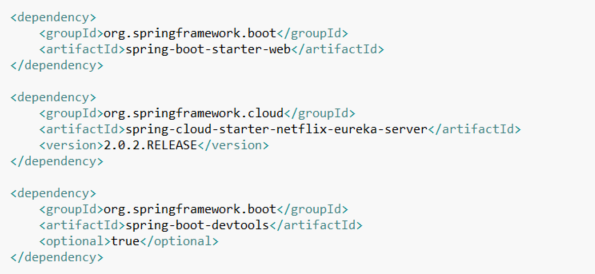 <dependency>
    <groupId>org.springframework.boot</groupId>
    <artifactId>spring-boot-starter-web</artifactId>
</dependency>

<dependency>
    <groupId>org.springframework.cloud</groupId>
    <artifactId>spring-cloud-starter-netflix-eureka-server</artifactId>
    <version>2.0.2.RELEASE</version>
</dependency>

<dependency>
    <groupId>org.springframework.boot</groupId>
    <artifactId>spring-boot-devtools</artifactId>
    <optional>true</optional>
</dependency>